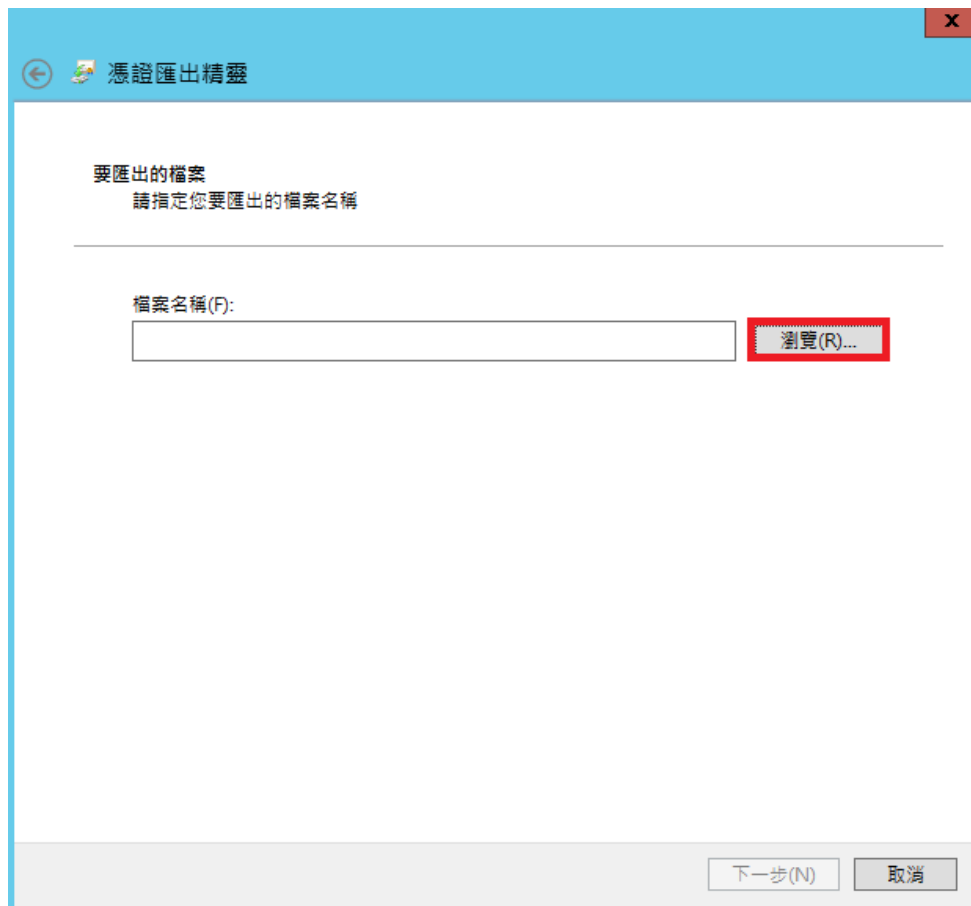 憑證匯出精靈
要匯出的檔案
請指定您要匯出的檔案名稱
檔案名稱(F):
瀏覽(R)...
下一步(N)
取消